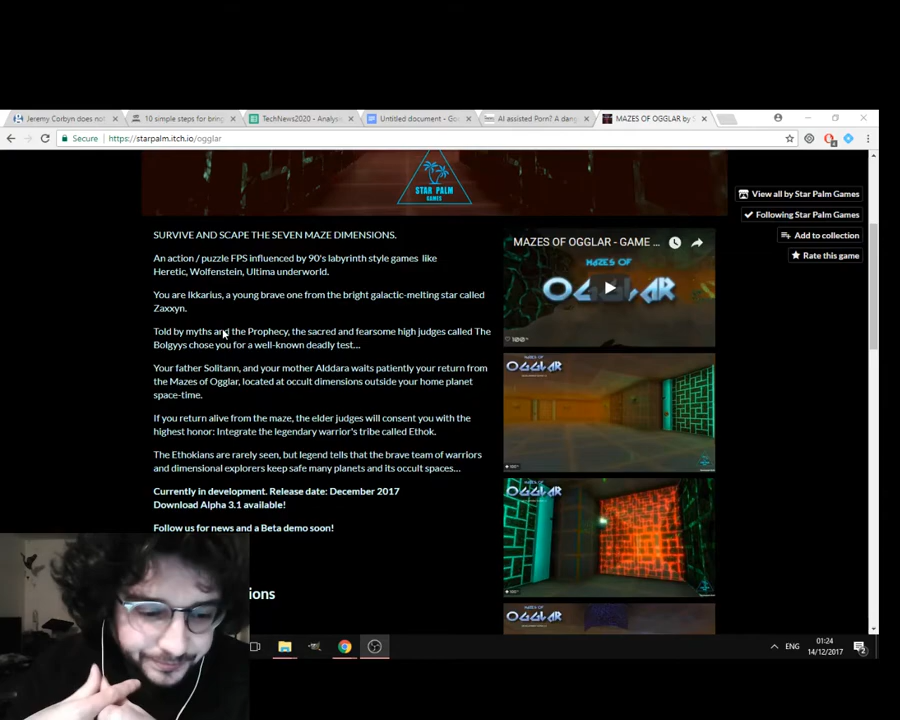 Jeremy Corbyn does no
10 simple steps for bring
TechNews2020 - Analys
Untitled document - Go
AI assisted Porn? A dang
MAZES OF OGGLAR by S
Secure
https://starpalm.itch.io/ogglar
4
STAR PALM
GAMES
View all by Star Palm Games
Following Star Palm Games
Add to collection
Rate this game
SURVIVE AND SCAPE THE SEVEN MAZE DIMENSIONS.
An action / puzzle FPS influenced by 90's labyrinth style games like
Heretic, Wolfenstein, Ultima underworld.
You are Ikkarius, a young brave one from the bright galactic-melting star called
Zaxxyn.
Told by myths and the Prophecy, the sacred and fearsome high judges called The
Bolgyys chose you for a well-known deadly test...
Your father Solitann, and your mother Alddara waits patiently your return from
the Mazes of Ogglar, located at occult dimensions outside your home planet
space-time.
If you return alive from the maze, the elder judges will consent you with the
highest honor: Integrate the legendary warrior's tribe called Ethok.
The Ethokians are rarely seen, but legend tells that the brave team of warriors
and dimensional explorers keep safe many planets and its occult spaces...
Currently in development. Release date: December 2017
Download Alpha 3.1 available!
Follow us for news and a Beta demo soon!
ions
MAZES OF OGGLAR - GAME ...
MAZES OF
OGGLAR
OGGLAR
OGGLAR
OGGLAR
ENG
01:24
14/12/2017
2